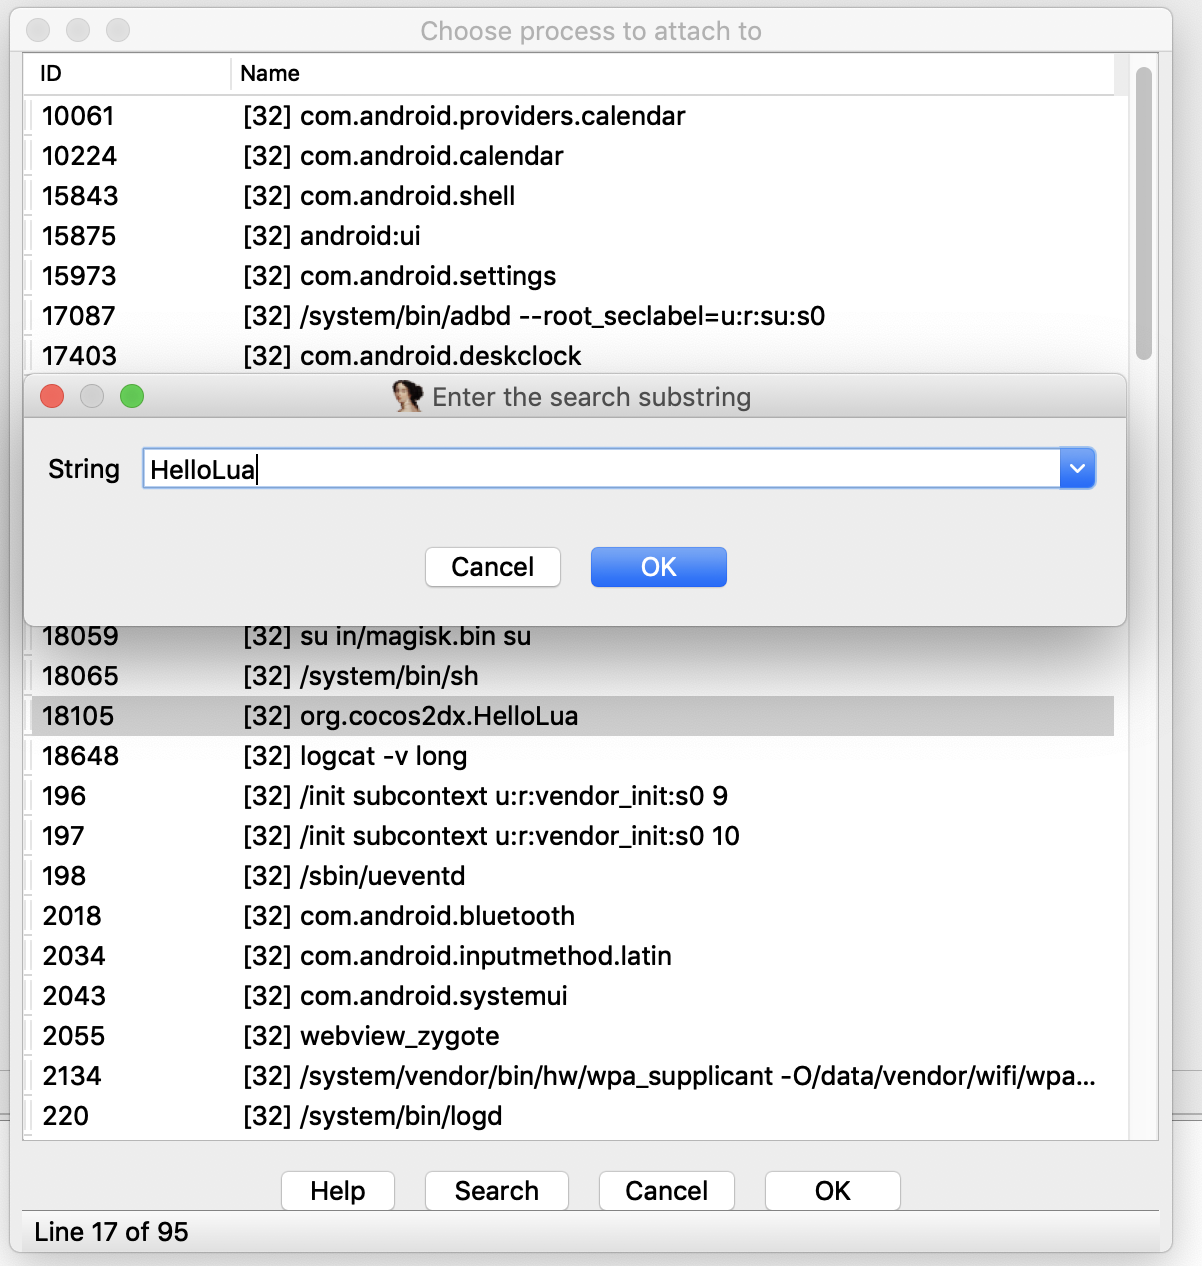 Choose process to attach to
ID Name
10061 [32] com.android.providers.calendar
10224 [32] com.android.calendar
15843 [32] com.android.shell
15875 [32] android:ui
15973 [32] com.android.settings
17087 [32] /system/bin/adbd --root_seclabel=u:r:su:s0
17403 [32] com.android.deskclock
Enter the search substring
String HelloLua
Cancel OK
18059 [32] su in/magisk.bin su
18065 [32] /system/bin/sh
18105 [32] org.cocos2dx.HelloLua
18648 [32] logcat -v long
196 [32] /init subcontext u:r:vendor_init:s0 9
197 [32] /init subcontext u:r:vendor_init:s0 10
198 [32] /sbin/ueventd
2018 [32] com.android.bluetooth
2034 [32] com.android.inputmethod.latin
2043 [32] com.android.systemui
2055 [32] webview_zygote
2134 [32] /system/vendor/bin/hw/wpa_supplicant -O/data/vendor/wifi/wpa...
220 [32] /system/bin/logd
Help Search Cancel OK
Line 17 of 95